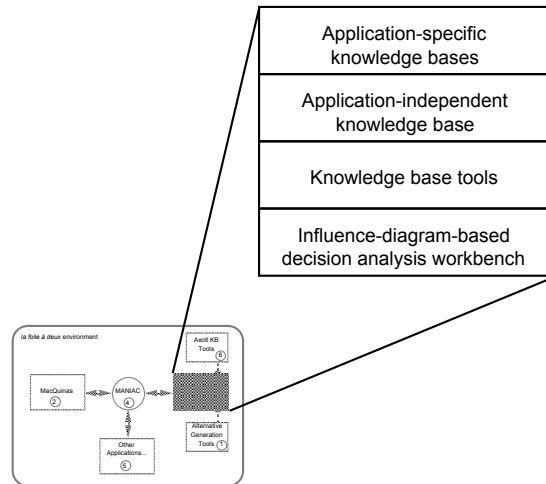 Application-specific
knowledge bases
Application-independent
knowledge base
Knowledge base tools
Influence-diagram-based
decision analysis workbench
la folie à deux environment
Axotl KB
Tools
6
MacQuinas
2
MANIAC
4
Alternative
Generation
Tools
1
Other
Applications...
5